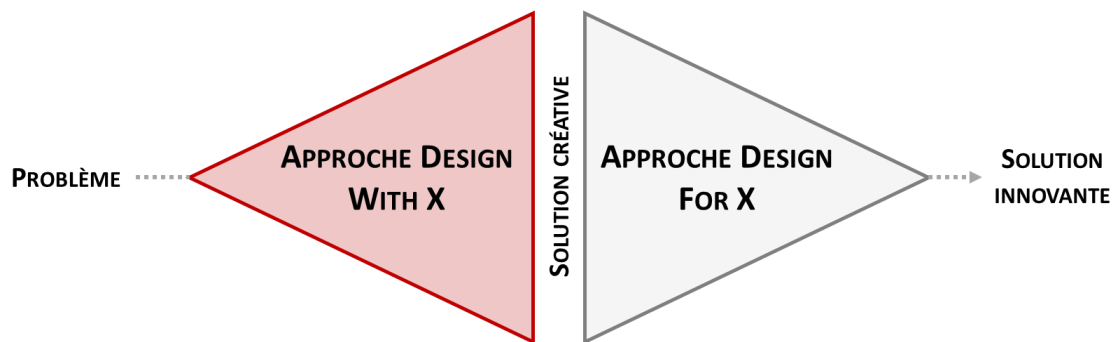 Problème
Approche Design
With X
Solution créative
Approche Design
For X
Solution
innovante